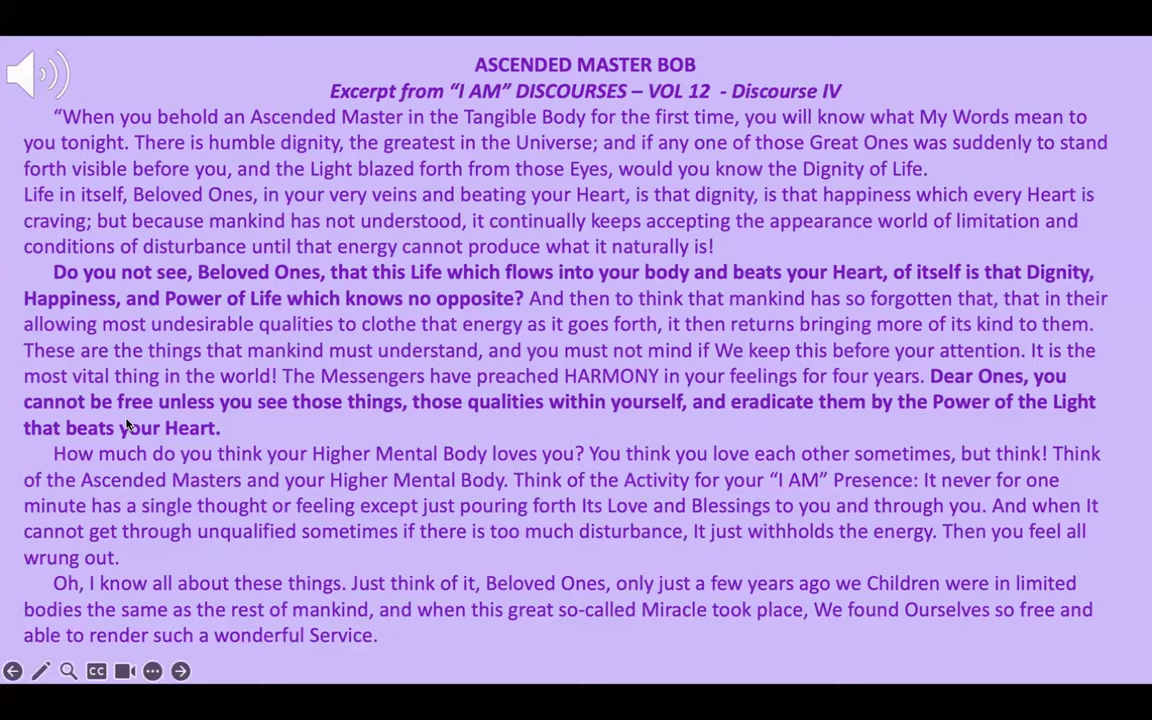 ASCENDED MASTER BOB
Excerpt from “I AM” DISCOURSES – VOL 12 - Discourse IV
“When you behold an Ascended Master in the Tangible Body for the first time, you will know what My Words mean to
you tonight. There is humble dignity, the greatest in the Universe; and if any one of those Great Ones was suddenly to stand
forth visible before you, and the Light blazed forth from those Eyes, would you know the Dignity of Life.
Life in itself, Beloved Ones, in your very veins and beating your Heart, is that dignity, is that happiness which every Heart is
craving; but because mankind has not understood, it continually keeps accepting the appearance world of limitation and
conditions of disturbance until that energy cannot produce what it naturally is!
Do you not see, Beloved Ones, that this Life which flows into your body and beats your Heart, of itself is that Dignity,
Happiness, and Power of Life which knows no opposite? And then to think that mankind has so forgotten that, that in their
allowing most undesirable qualities to clothe that energy as it goes forth, it then returns bringing more of its kind to them.
These are the things that mankind must understand, and you must not mind if We keep this before your attention. It is the
most vital thing in the world! The Messengers have preached HARMONY in your feelings for four years. Dear Ones, you
cannot be free unless you see those things, those qualities within yourself, and eradicate them by the Power of the Light
that beats your Heart.
How much do you think your Higher Mental Body loves you? You think you love each other sometimes, but think! Think
of the Ascended Masters and your Higher Mental Body. Think of the Activity for your “I AM” Presence: It never for one
minute has a single thought or feeling except just pouring forth Its Love and Blessings to you and through you. And when It
cannot get through unqualified sometimes if there is too much disturbance, It just withholds the energy. Then you feel all
wrung out.
Oh, I know all about these things. Just think of it, Beloved Ones, only just a few years ago we Children were in limited
bodies the same as the rest of mankind, and when this great so-called Miracle took place, We found Ourselves so free and
able to render such a wonderful Service.
CC